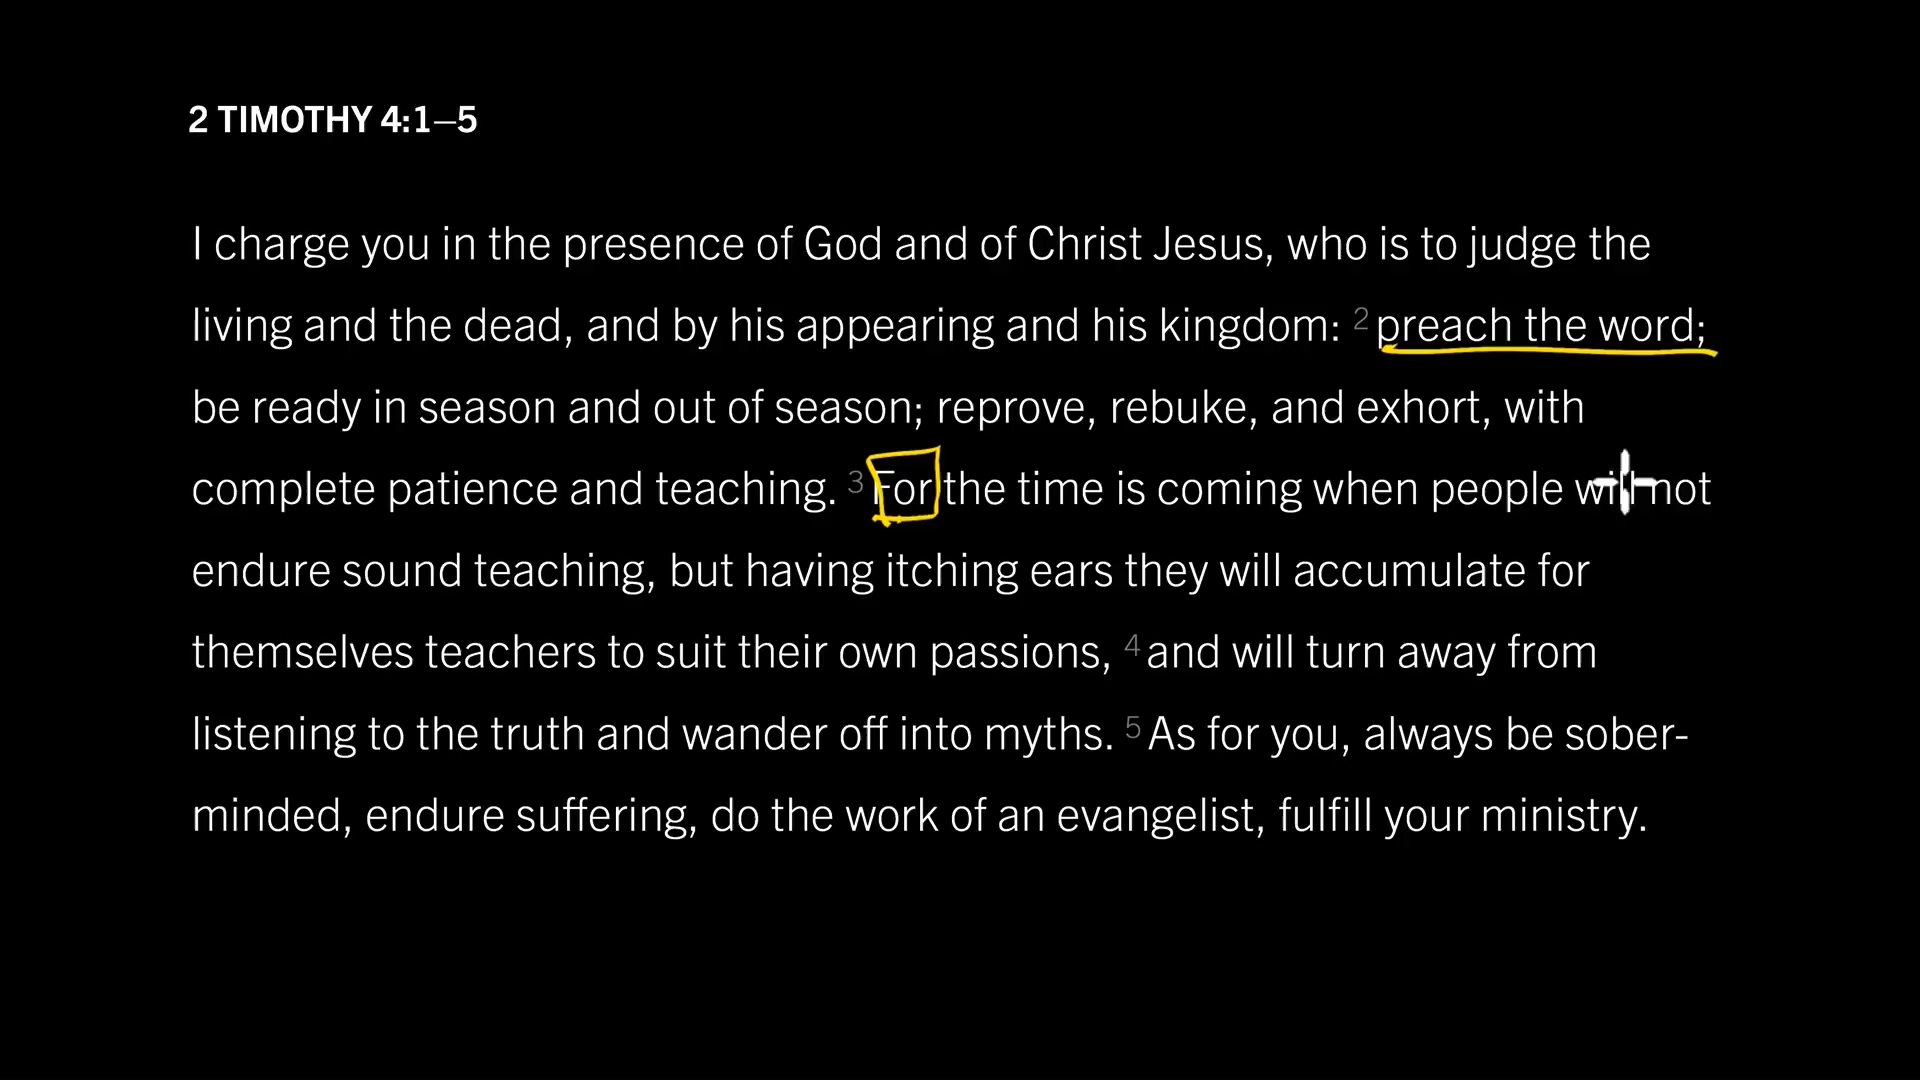 2 TIMOTHY 4:1–5
I charge you in the presence of God and of Christ Jesus, who is to judge the
living and the dead, and by his appearing and his kingdom: 2 preach the word;
be ready in season and out of season; reprove, rebuke, and exhort, with
complete patience and teaching. 3 For the time is coming when people will not
endure sound teaching, but having itching ears they will accumulate for
themselves teachers to suit their own passions, 4 and will turn away from
listening to the truth and wander off into myths. 5 As for you, always be sober-
minded, endure suffering, do the work of an evangelist, fulfill your ministry.